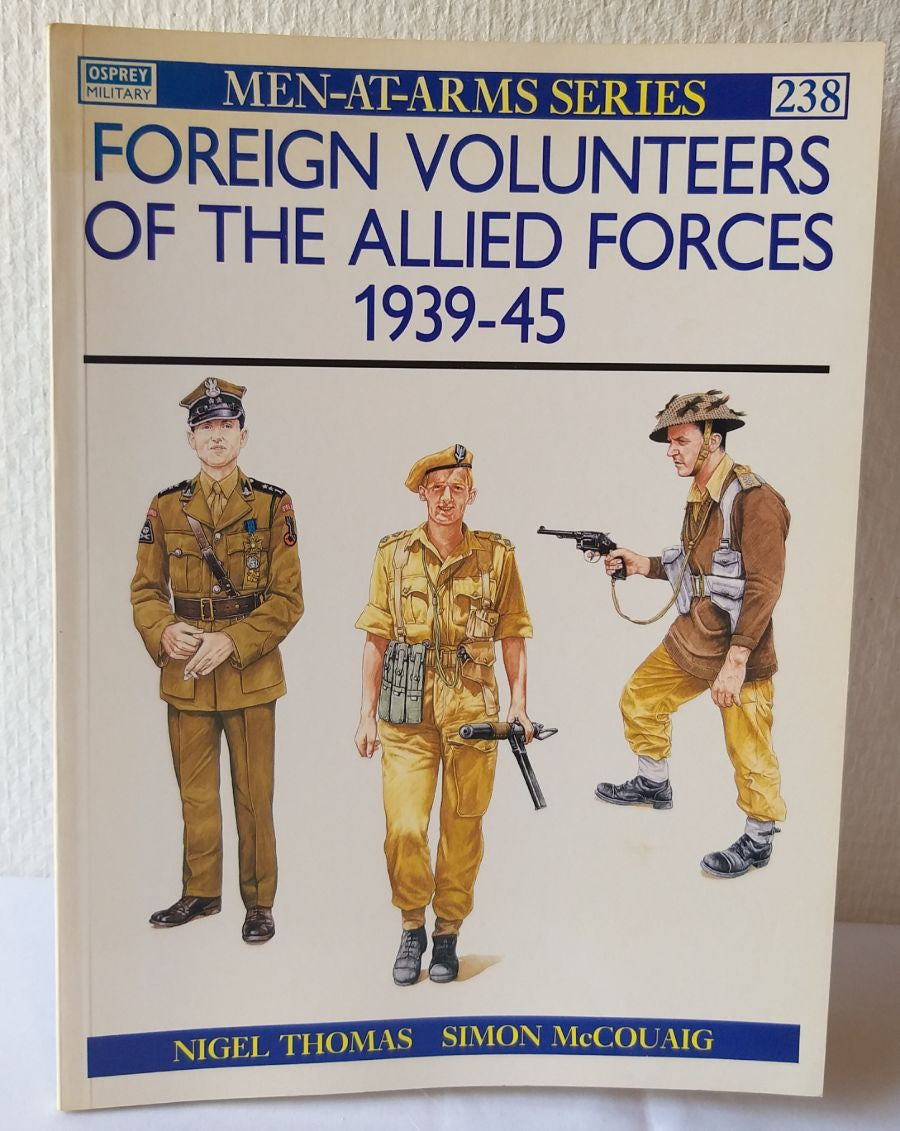 OSPREY
MILITARY
MEN-AT-ARMS SERIES
238
FOREIGN VOLUNTEERS
OF THE ALLIED FORCES
1939-45
NIGEL THOMAS SIMON McCOUAIG